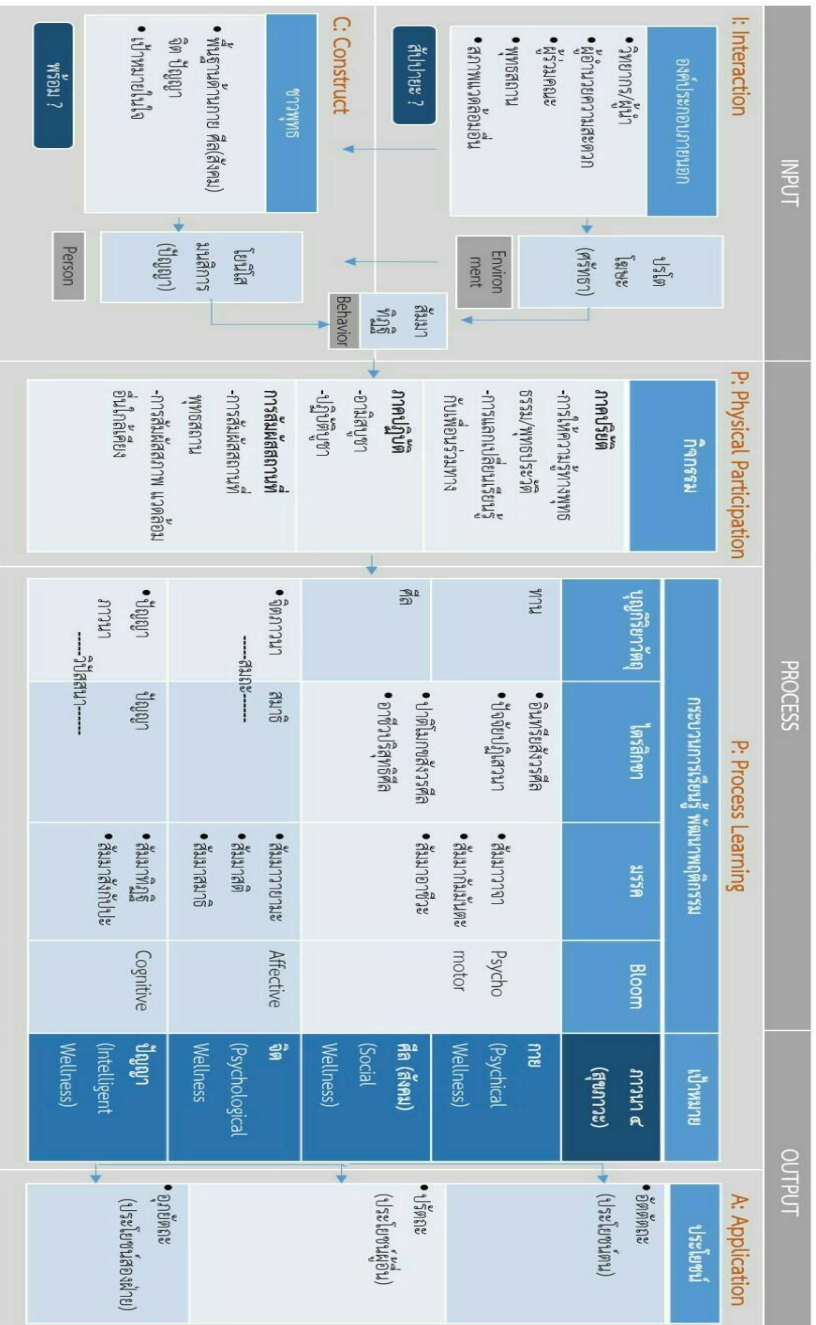 INPUT
PROCESS
OUTPUT
I: Interaction
องค์ประกอบภายนอก
• วิทยากร/ผู้นำ
• ผู้อำนวยความสะดวก
• ผู้ร่วมคณะ
• พุทธสถาน
• สภาพแวดล้อมอื่น
สัปปายะ ?
ปรโต
โฆษะ
(ศรัทธา)
Environ
ment
C: Construct
ชาวพุทธ
• พื้นฐานด้านกาย ศีล(สังคม)
จิต ปัญญา
• เป้าหมายในใจ
พร้อม ?
โยนิโส
มนสิการ
(ปัญญา)
Person
สัมมา
ทิฏฐิ
Behavior
P: Physical Participation
กิจกรรม
ภาคปริยัติ
-การให้ความรู้ทางพุทธ
ธรรม/พุทธประวัติ
-การแลกเปลี่ยนเรียนรู้
กับเพื่อนร่วมทาง
ภาคปฏิบัติ
-อามิสบูชา
-ปฏิบัติบูชา
การสัมผัสสถานที่
-การสัมผัสสถานที่
พุทธสถาน
-การสัมผัสสภาพ แวดล้อม
อื่นใกล้เคียง
P: Process Learning
กระบวนการเรียนรู้ พัฒนาพฤติกรรม
บุญกิริยาวัตถุ
ไตรสิกขา
มรรค
Bloom
ทาน
ศีล
• อินทรียสังวรศีล
• ปัจจัยปฏิเสวนา
• ปาติโมกขสังวรศีล
• อาชีวปริสุทธิศีล
• สัมมาวาจา
• สัมมากัมมันตะ
• สัมมาอาชีวะ
Psycho
motor
• จิตภาวนา
สมาธิ
------สมถะ------
• สัมมาวายามะ
• สัมมาสติ
• สัมมาสมาธิ
Affective
• ปัญญา
ภาวนา
ปัญญา
------วิปัสสนา------
• สัมมาทิฏฐิ
• สัมมาสังกัปปะ
Cognitive
เป้าหมาย
ภาวนา ๔
(สุขภาวะ)
กาย
(Psychical
Wellness)
ศีล (สังคม)
(Social
Wellness)
จิต
(Psychological
Wellness
ปัญญา
(Intelligent
Wellness)
A: Application
ประโยชน์
• อัตตัตถะ
(ประโยชน์ตน)
• ปรัตถะ
(ประโยชน์ผู้อื่น)
• อุภยัตถะ
(ประโยชน์สองฝ่าย)